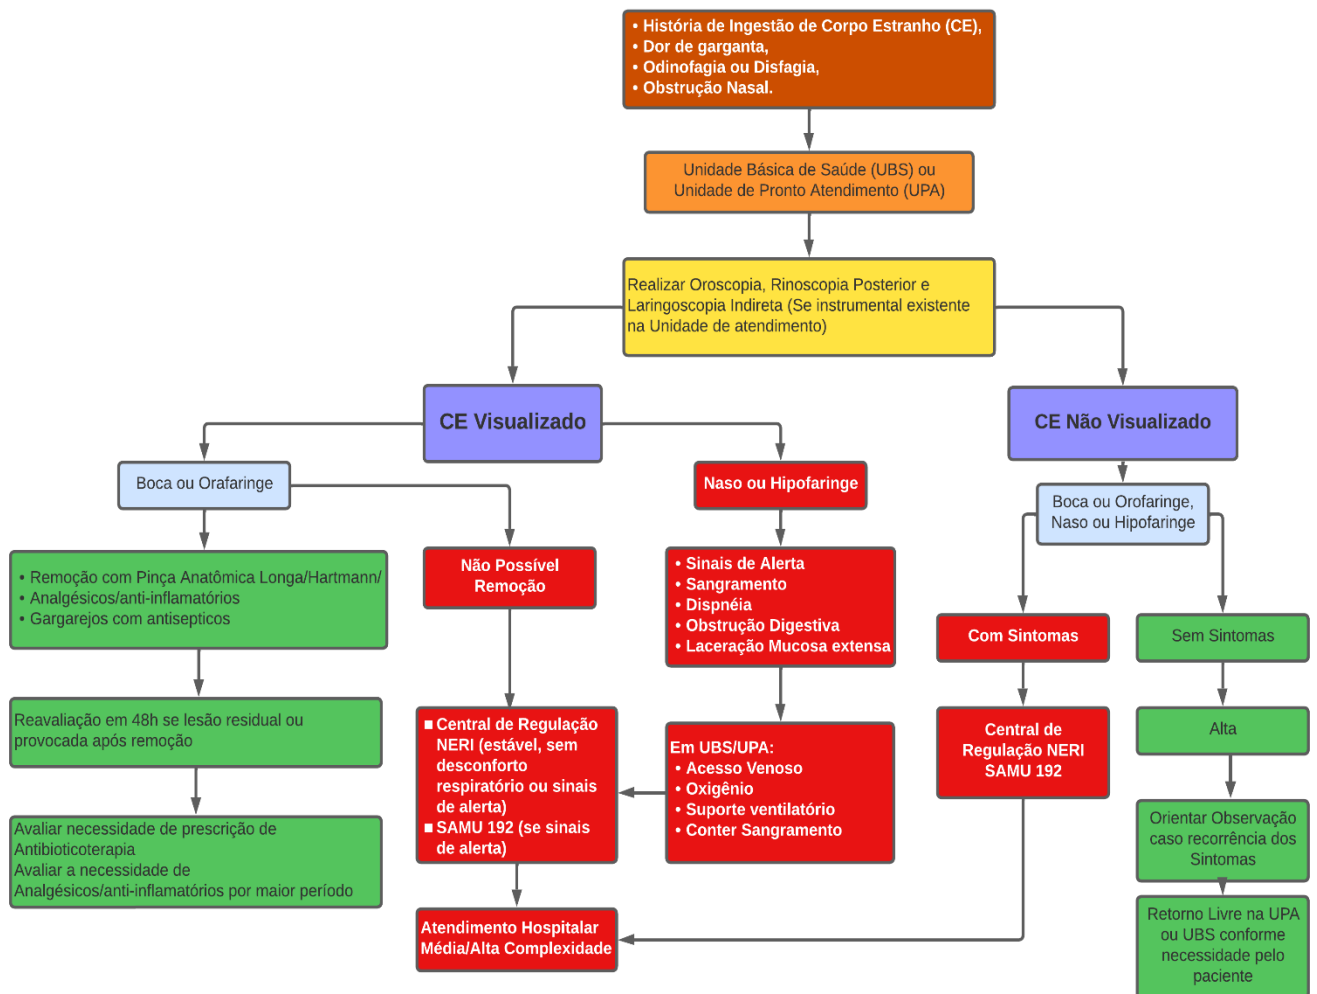 • História de Ingestão de Corpo Estranho (CE),
• Dor de garganta,
• Odinofagia ou Disfagia,
• Obstrução Nasal.
Unidade Básica de Saúde (UBS) ou
Unidade de Pronto Atendimento (UPA)
Realizar Oroscopia, Rinoscopia Posterior e
Laringoscopia Indireta (Se instrumental existente
na Unidade de atendimento)
CE Visualizado
CE Não Visualizado
Boca ou Orafaringe
Naso ou Hipofaringe
Boca ou Orofaringe,
Naso ou Hipofaringe
• Remoção com Pinça Anatômica Longa/Hartmann/
• Analgésicos/anti-inflamatórios
• Gargarejos com antisepticos
Não Possível
Remoção
• Sinais de Alerta
• Sangramento
• Dispnéia
• Obstrução Digestiva
• Laceração Mucosa extensa
Com Sintomas
Sem Sintomas
Reavaliação em 48h se lesão residual ou
provocada após remoção
■ Central de Regulação
NERI (estável, sem
desconforto
respiratório ou sinais
de alerta)
■ SAMU 192 (se sinais
de alerta)
Em UBS/UPA:
• Acesso Venoso
• Oxigênio
• Suporte ventilatório
• Conter Sangramento
Central de
Regulação NERI
SAMU 192
Alta
Avaliar necessidade de prescrição de
Antibioticoterapia
Avaliar a necessidade de
Analgésicos/anti-inflamatórios por maior período
Orientar Observação
caso recorrência dos
Sintomas
Atendimento Hospitalar
Média/Alta Complexidade
Retorno Livre na UPA
ou UBS conforme
necessidade pelo
paciente